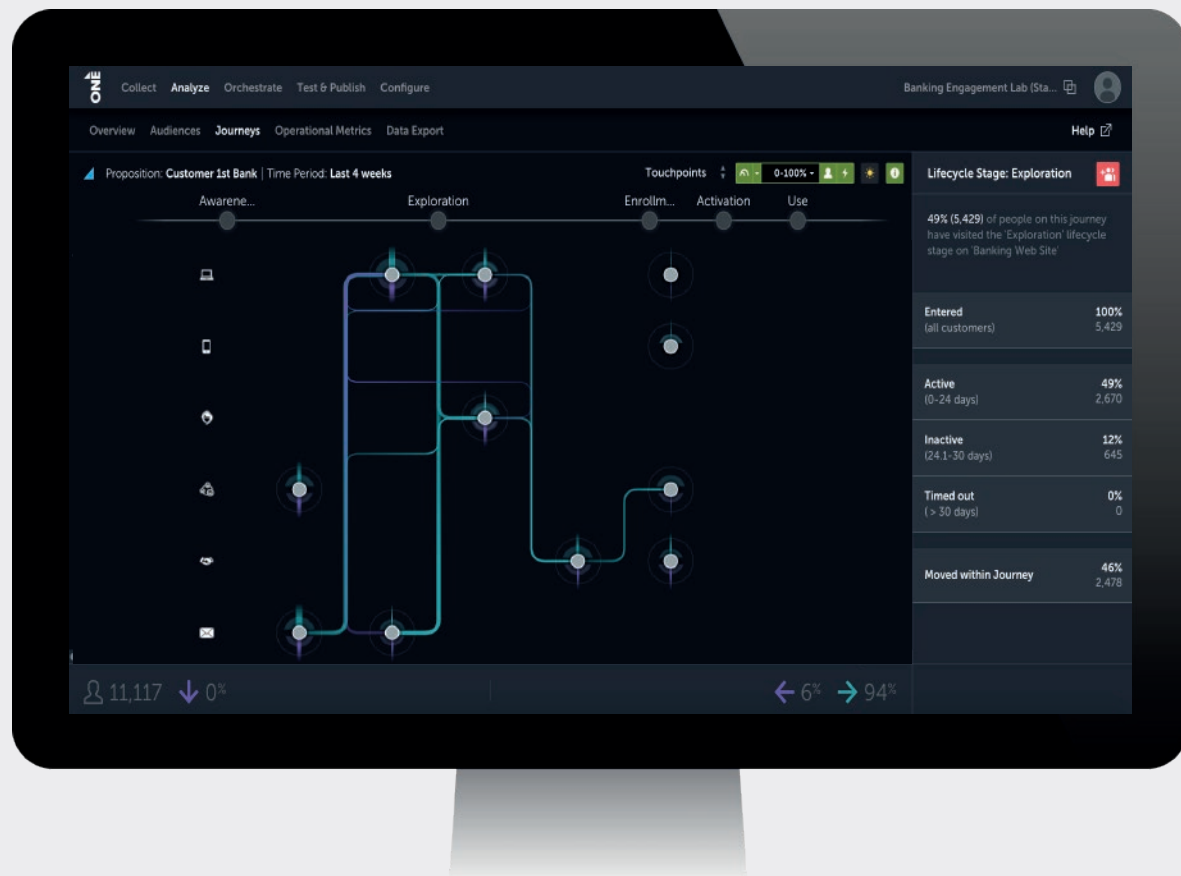 ONE
Collect Analyze Orchestrate Test & Publish Configure
Banking Engagement Lab (Sta...
Overview Audiences Journeys Operational Metrics Data Export
Help
Proposition: Customer 1st Bank | Time Period: Last 4 weeks
Touchpoints
0-100%
Awarene...
Exploration
Enrollm...
Activation
Use
Lifecycle Stage: Exploration
49% (5,429) of people on this journey
have visited the 'Exploration' lifecycle
stage on 'Banking Web Site'
Entered 100%
(all customers) 5,429
Active 49%
(0-24 days) 2,670
Inactive 12%
(24.1-30 days) 645
Timed out 0%
( > 30 days) 0
Moved within Journey 46%
2,478
11,117 0%
6% 94%